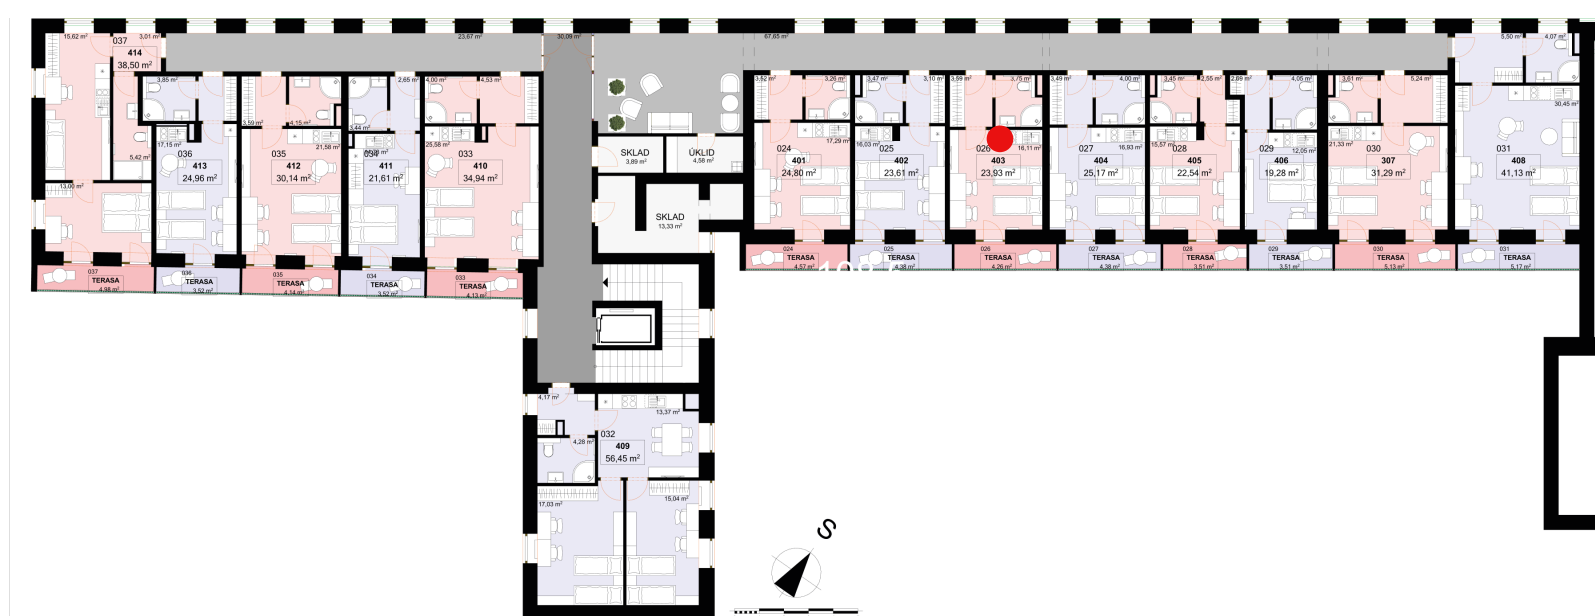 15,62 m²
3,01 m²
037
414
38,50 m²
23,67 m²
30,09 m²
67,65 m²
5,50 m²
4,07 m²
3,85 m²
3,59 m²
4,15 m²
2,65 m²
3,44 m²
4,00 m²
4,53 m²
3,52 m²
3,26 m²
3,47 m²
3,10 m²
3,59 m²
3,75 m²
3,49 m²
4,00 m²
3,45 m²
2,55 m²
4,05 m²
3,61 m²
5,24 m²
30,45 m²
5,42 m²
13,00 m²
17,15 m²
036
413
24,96 m²
21,58 m²
035
412
30,14 m²
034
411
21,61 m²
25,58 m²
033
410
34,94 m²
SKLAD
3,89 m²
ÚKLID
4,58 m²
SKLAD
13,33 m²
17,29 m²
024
401
24,80 m²
16,03 m²
025
402
23,61 m²
16,11 m²
026
403
23,93 m²
16,93 m²
027
404
25,17 m²
15,57 m²
028
405
22,54 m²
12,05 m²
029
406
19,28 m²
21,33 m²
030
307
31,29 m²
031
408
41,13 m²
037
TERASA
4,98 m²
036
TERASA
3,52 m²
035
TERASA
4,14 m²
034
TERASA
3,52 m²
033
TERASA
4,13 m²
024
TERASA
4,57 m²
025
TERASA
4,38 m²
026
TERASA
4,26 m²
027
TERASA
4,38 m²
028
TERASA
3,51 m²
029
TERASA
3,51 m²
030
TERASA
5,13 m²
031
TERASA
5,17 m²
4,17 m²
13,37 m²
4,28 m²
032
409
56,45 m²
17,03 m²
15,04 m²
S